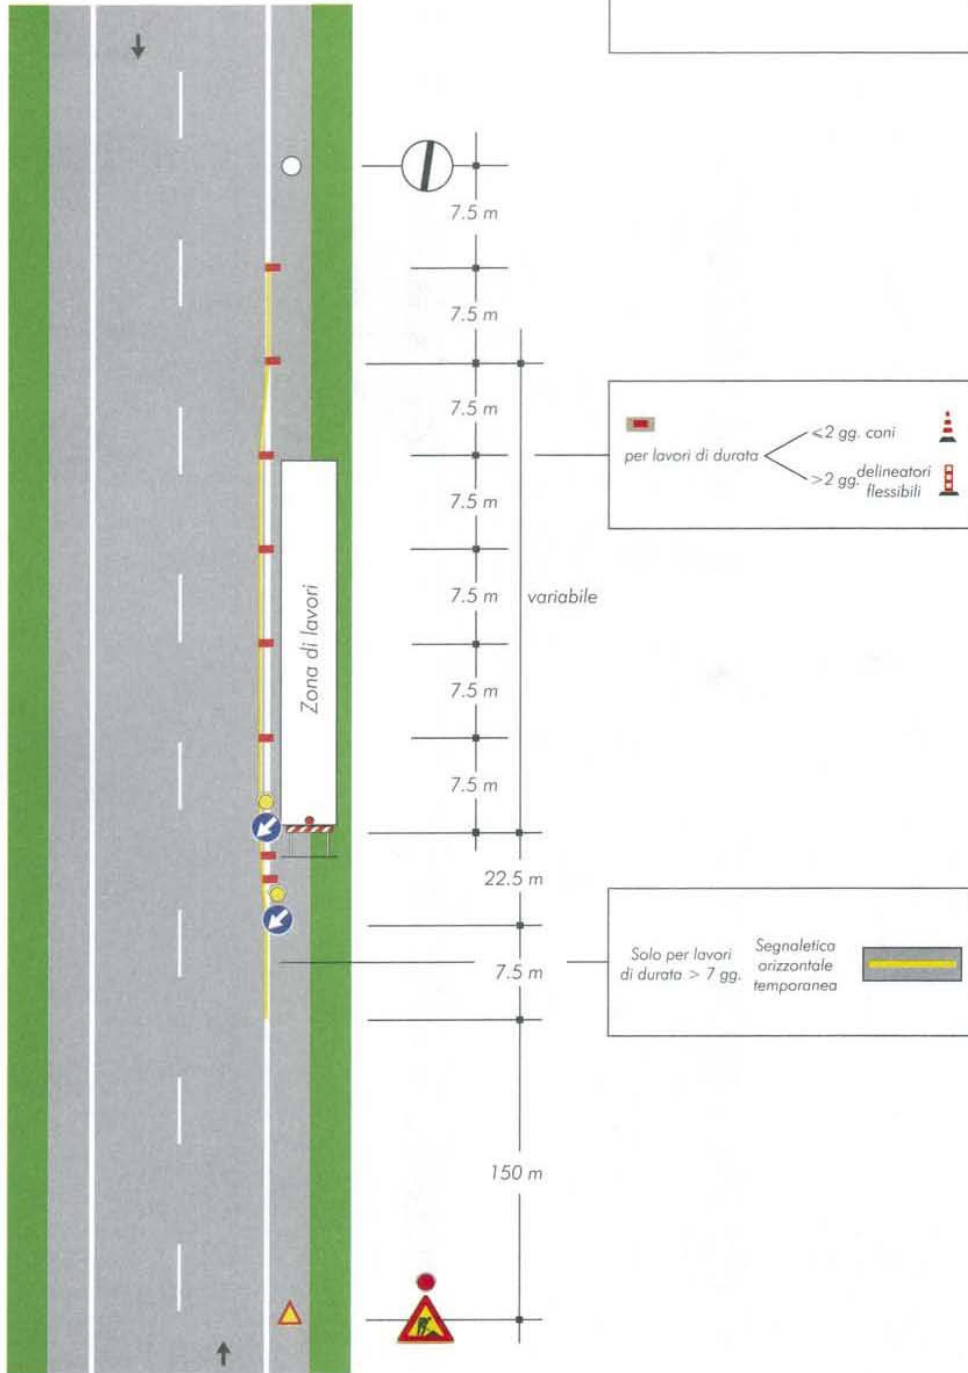 7.5 m
7.5 m
7.5 m
per lavori di durata
<2 gg. coni
>2 gg. delineatori
flessibili
7.5 m
7.5 m
variabile
Zona di lavori
7.5 m
7.5 m
22.5 m
Solo per lavori
di durata > 7 gg.
Segnaletica
orizzontale
temporanea
7.5 m
150 m